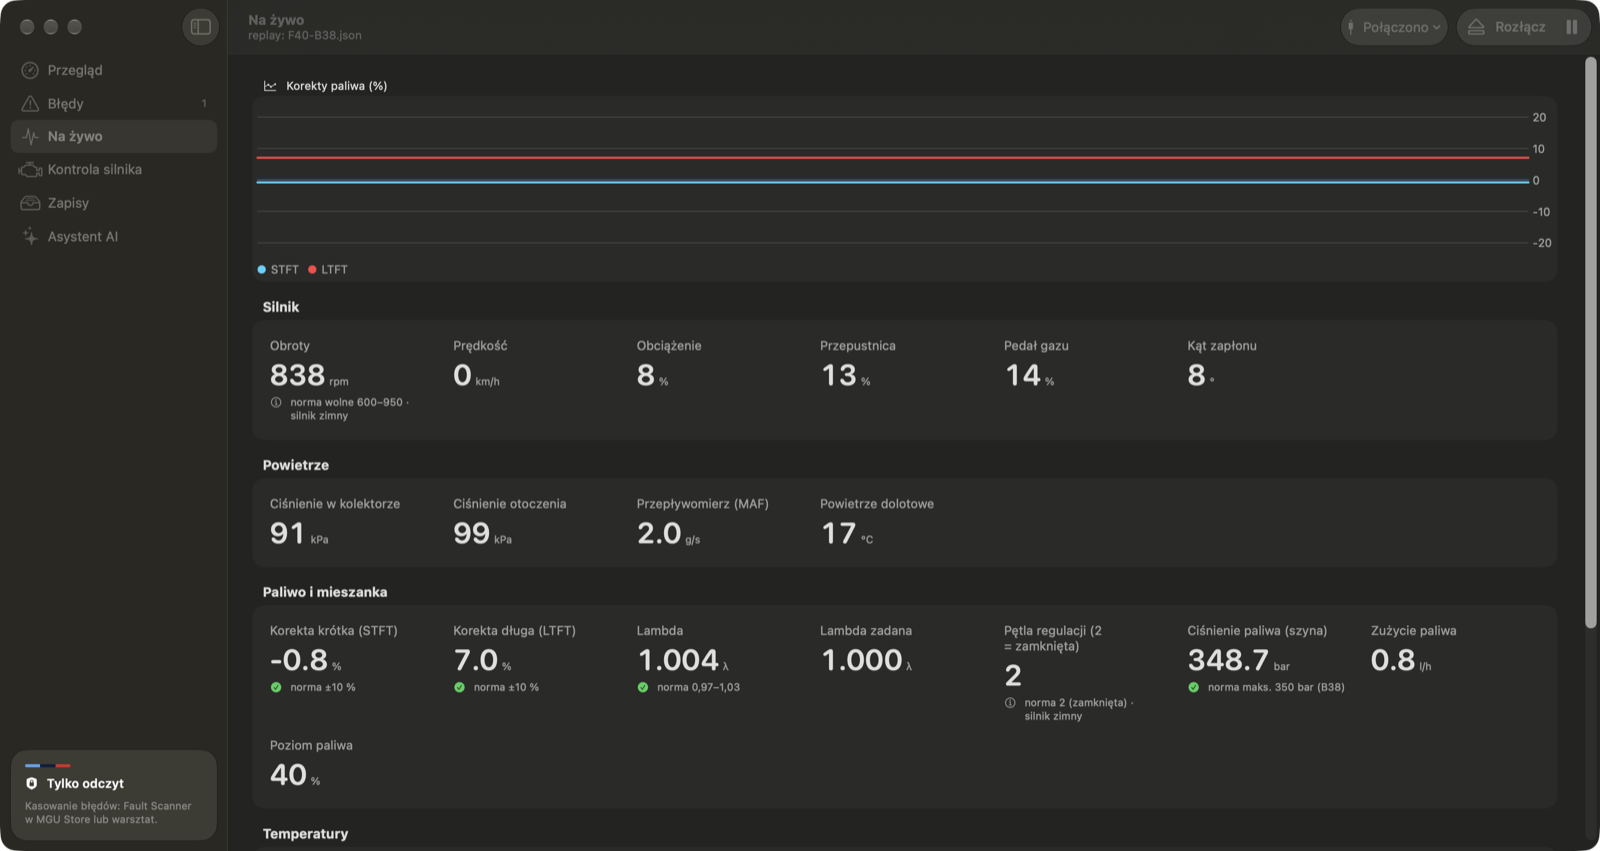 Na żywo
replay: F40-B38.json
Połączono
Rozłącz
Przegląd
Błędy 1
Na żywo
Kontrola silnika
Zapisy
Asystent AI
Tylko odczyt
Kasowanie błędów: Fault Scanner
w MGU Store lub warsztat.
Korekty paliwa (%)
20
10
0
-10
-20
STFT LTFT
Silnik
Obroty
838 rpm
norma wolne 600–950 ·
silnik zimny
Prędkość
0 km/h
Obciążenie
8 %
Przepustnica
13 %
Pedał gazu
14 %
Kąt zapłonu
8 °
Powietrze
Ciśnienie w kolektorze
91 kPa
Ciśnienie otoczenia
99 kPa
Przepływomierz (MAF)
2.0 g/s
Powietrze dolotowe
17 °C
Paliwo i mieszanka
Korekta krótka (STFT)
-0.8 %
norma ±10 %
Korekta długa (LTFT)
7.0 %
norma ±10 %
Lambda
1.004 λ
norma 0,97–1,03
Lambda zadana
1.000 λ
Pętla regulacji (2
= zamknięta)
2
norma 2 (zamknięta) ·
silnik zimny
Ciśnienie paliwa (szyna)
348.7 bar
norma maks. 350 bar (B38)
Zużycie paliwa
0.8 l/h
Poziom paliwa
40 %
Temperatury